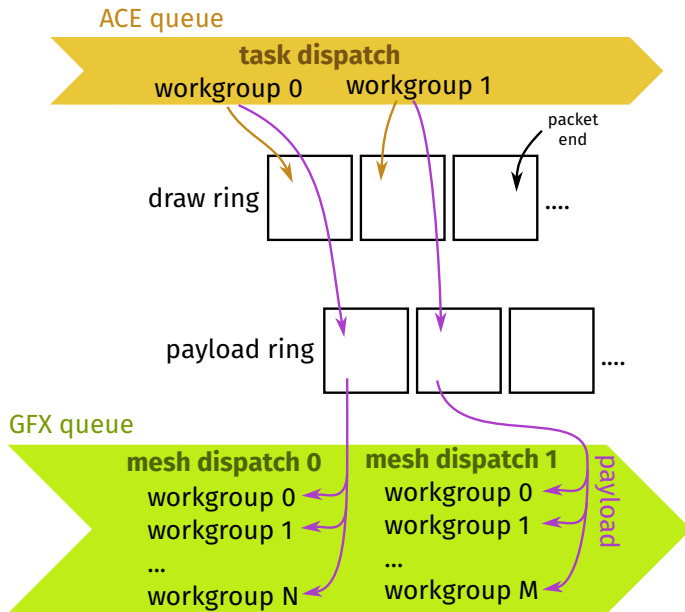 ACE queue
task dispatch
workgroup 0
workgroup 1
packet
end
draw ring
....
payload ring
....
GFX queue
mesh dispatch 0
workgroup 0
workgroup 1
...
workgroup N
mesh dispatch 1
workgroup 0
workgroup 1
...
workgroup M
payload